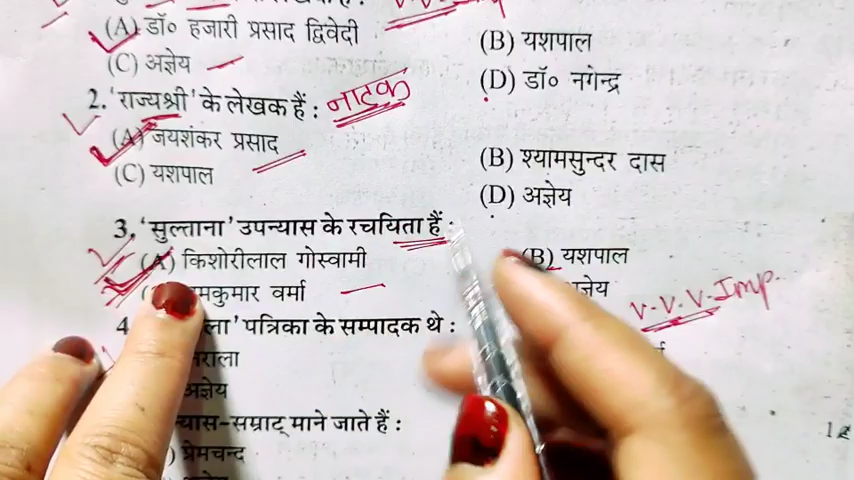 (A) डॉ० हजारी प्रसाद द्विवेदी
(B) यशपाल
(C) अज्ञेय
(D) डॉ० नगेन्द्र
2. 'राज्यश्री' के लेखक हैं : नाटक
(A) जयशंकर प्रसाद
(B) श्यामसुन्दर दास
(C) यशपाल
(D) अज्ञेय
3. 'सुल्ताना' उपन्यास के रचयिता हैं :
(A) किशोरीलाल गोस्वामी
(B) यशपाल
मकुमार वर्मा
अज्ञेय
V.V.V.Imp.
4 ला' पत्रिका के सम्पादक थे :
राला
अज्ञेय
यास-सम्राट् माने जाते हैं :
) प्रेमचन्द